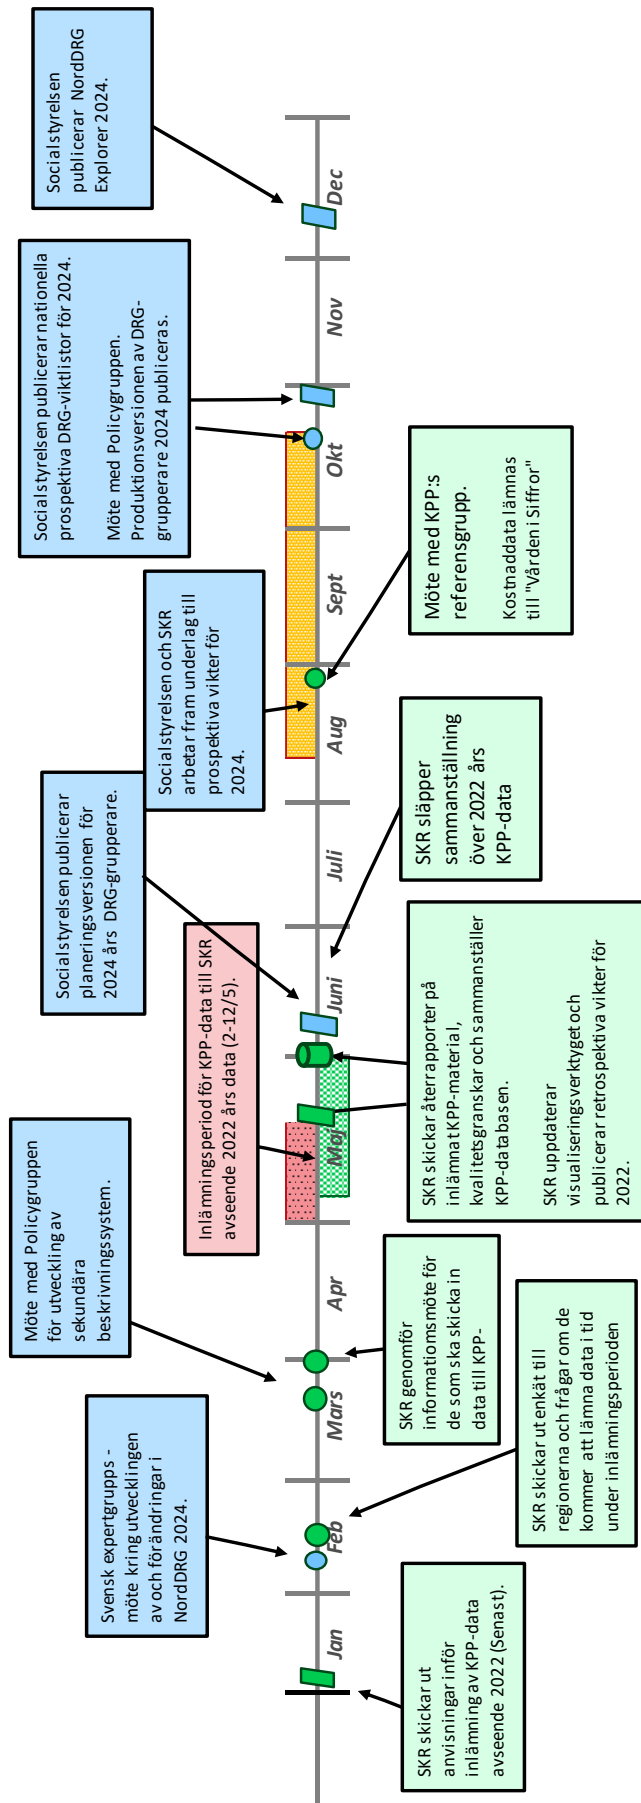 Svensk expertgrupps -
möte kring utvecklingen
av och förändringar i
NordDRG 2024.
Möte med Policygruppen
för utveckling av
sekundära
beskrivningssystem.
Inlämningsperiod för KPP-data till SKR
avseende 2022 års data (2-12/5).
Socialstyrelsen publicerar
planeringsversionen för
2024 års DRG-grupperare.
Socialstyrelsen och SKR
arbetar fram underlag till
prospektiva vikter för
2024.
Socialstyrelsen publicerar nationella
prospektiva DRG-viktlistor för 2024.
Möte med Policygruppen.
Produktionsversionen av DRG-
grupperare 2024 publiceras.
Socialstyrelsen
publicerar NordDRG
Explorer 2024.
Jan
Feb
Mars
Apr
Maj
Juni
Juli
Aug
Sept
Okt
Nov
Dec
SKR skickar ut
anvisningar inför
inlämning av KPP-data
avseende 2022 (Senast).
SKR skickar ut enkät till
regionerna och frågar om de
kommer att lämna data i tid
under inlämningsperioden
SKR genomför
informationsmöte för
de som ska skicka in
data till KPP-
SKR skickar återrapporter på
inlämnat KPP-material,
kvalitetsgranskar och sammanställer
KPP-databasen.
SKR uppdaterar
visualiseringsverktyget och
publicerar retrospektiva vikter för
2022.
SKR släpper
sammanställning
över 2022 års
KPP-data
Möte med KPP:s
referensgrupp.
Kostnaddata lämnas
till "Vården i Siffror"